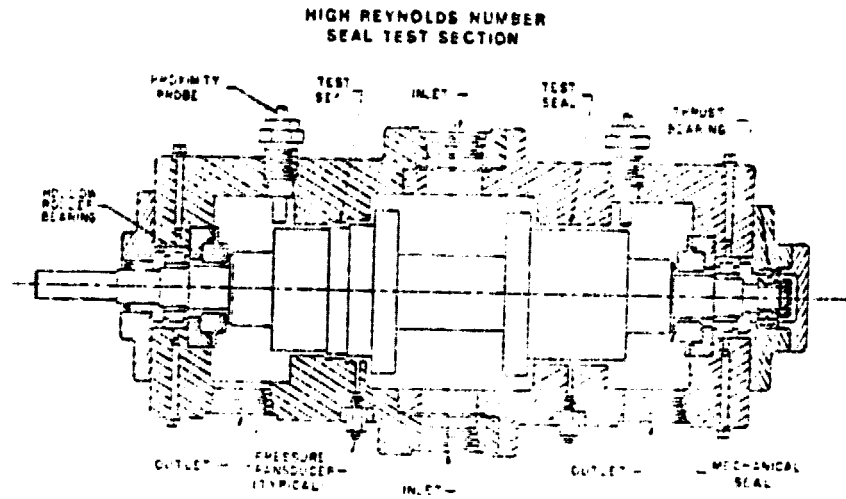 HIGH REYNOLDS NUMBER
SEAL TEST SECTION
PROXIMITY
PROBE
TEST
SEAL
INLET
TEST
SEAL
THRUST
BEARING
HOLLOW
ROLLER
BEARING
OUTLET
PRESSURE
TRANSDUCER
(TYPICAL)
INLET
OUTLET
MECHANICAL
SEAL